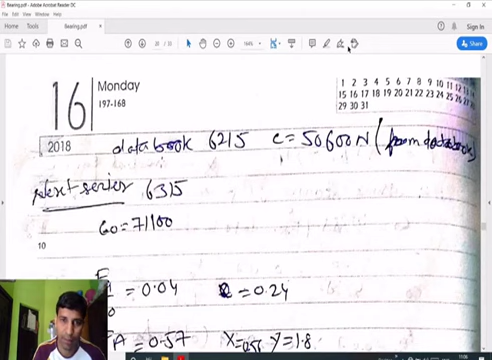 Bearing.pdf - Adobe Acrobat Reader DC
File Edit View Window Help
Home Tools Bearing.pdf × Sign In
Share
16 Monday
197-168
2018
1 2 3 4 5 6 7 8 9 10 11 12 13 14
15 16 17 18 19 20 21 22 23 24 25 26 27 28
29 30 31
databook 6215 C = 50600N (from databook)
Next series 6315
C0 = 71100
10
= 0.04 e = 0.24
= 0.57 X = 0.56 Y = 1.8